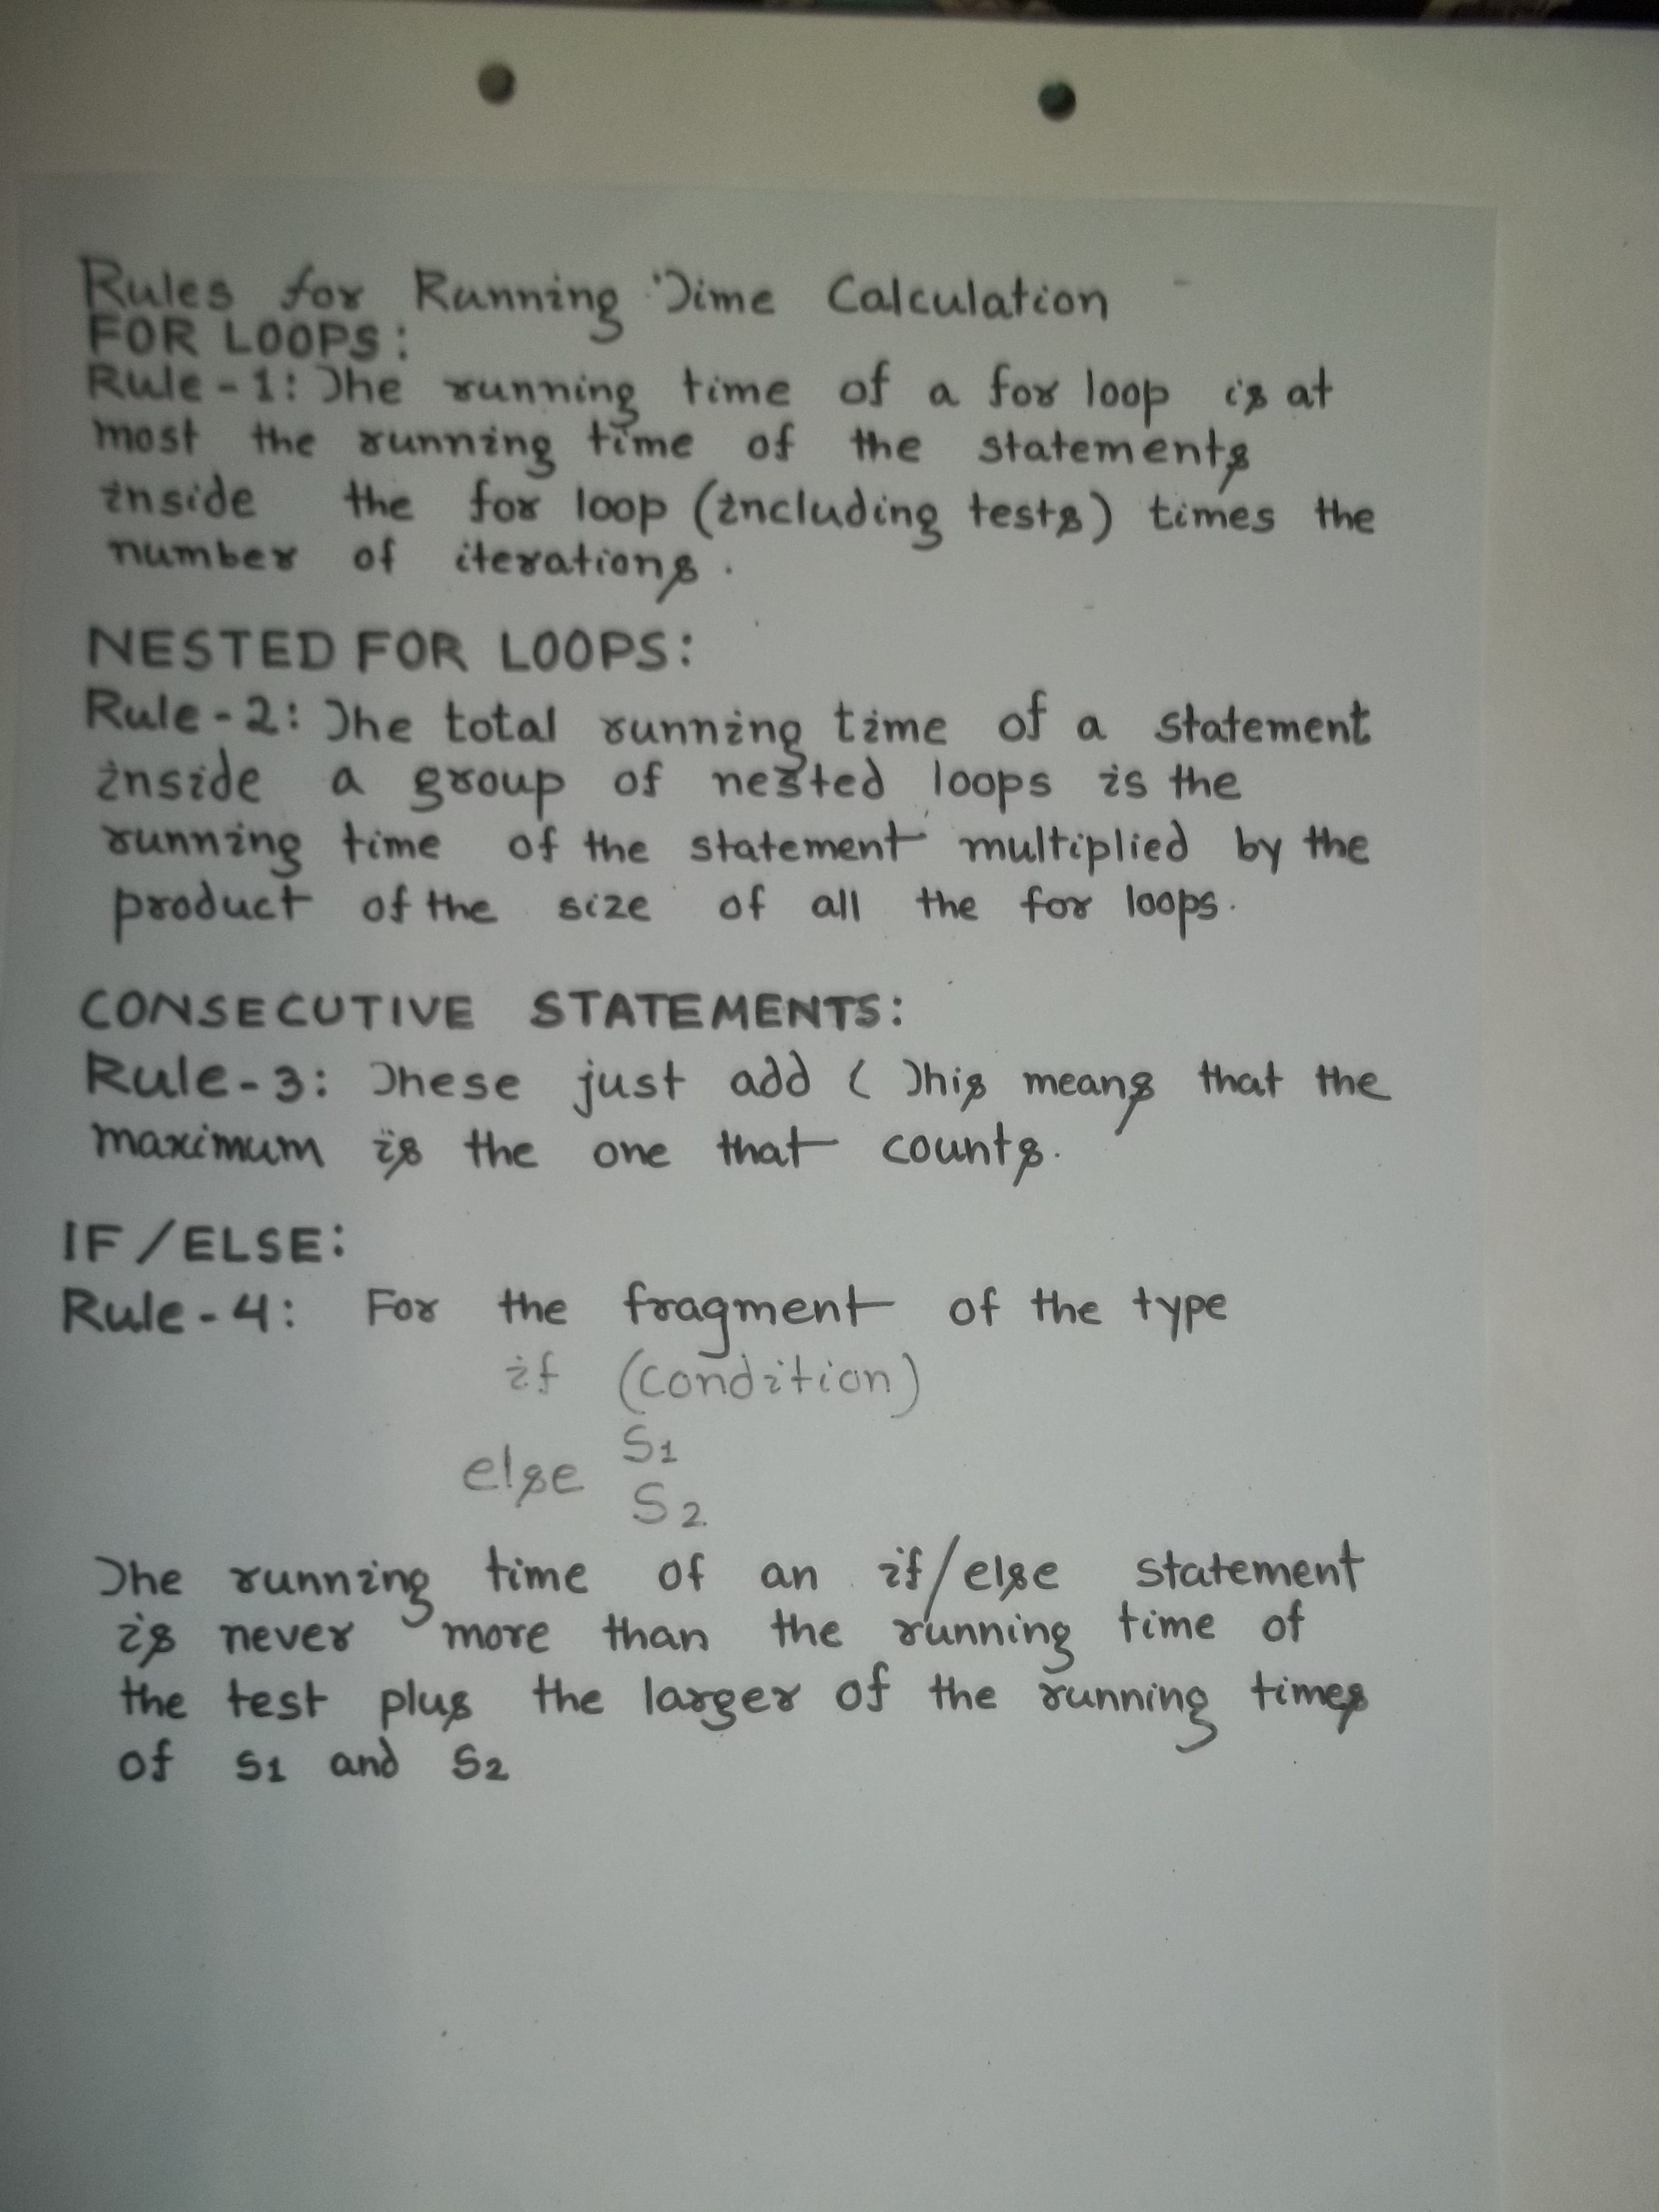 Rules for Running Time Calculation
FOR LOOPS:
Rule-1: The running time of a for loop is at
most the running time of the statements
inside the for loop (including tests) times the
number of iterations.
NESTED FOR LOOPS:
Rule-2: The total running time of a statement
inside a group of nested loops is the
running time of the statement multiplied by the
product of the size of all the for loops.
CONSECUTIVE STATEMENTS:
Rule-3: These just add ( This means that the
maximum is the one that counts.
IF/ELSE:
Rule-4: For the fragment of the type
if (condition)
S1
else
S2
The running time of an if/else statement
is never more than the running time of
the test plus the larger of the running times
of S1 and S2